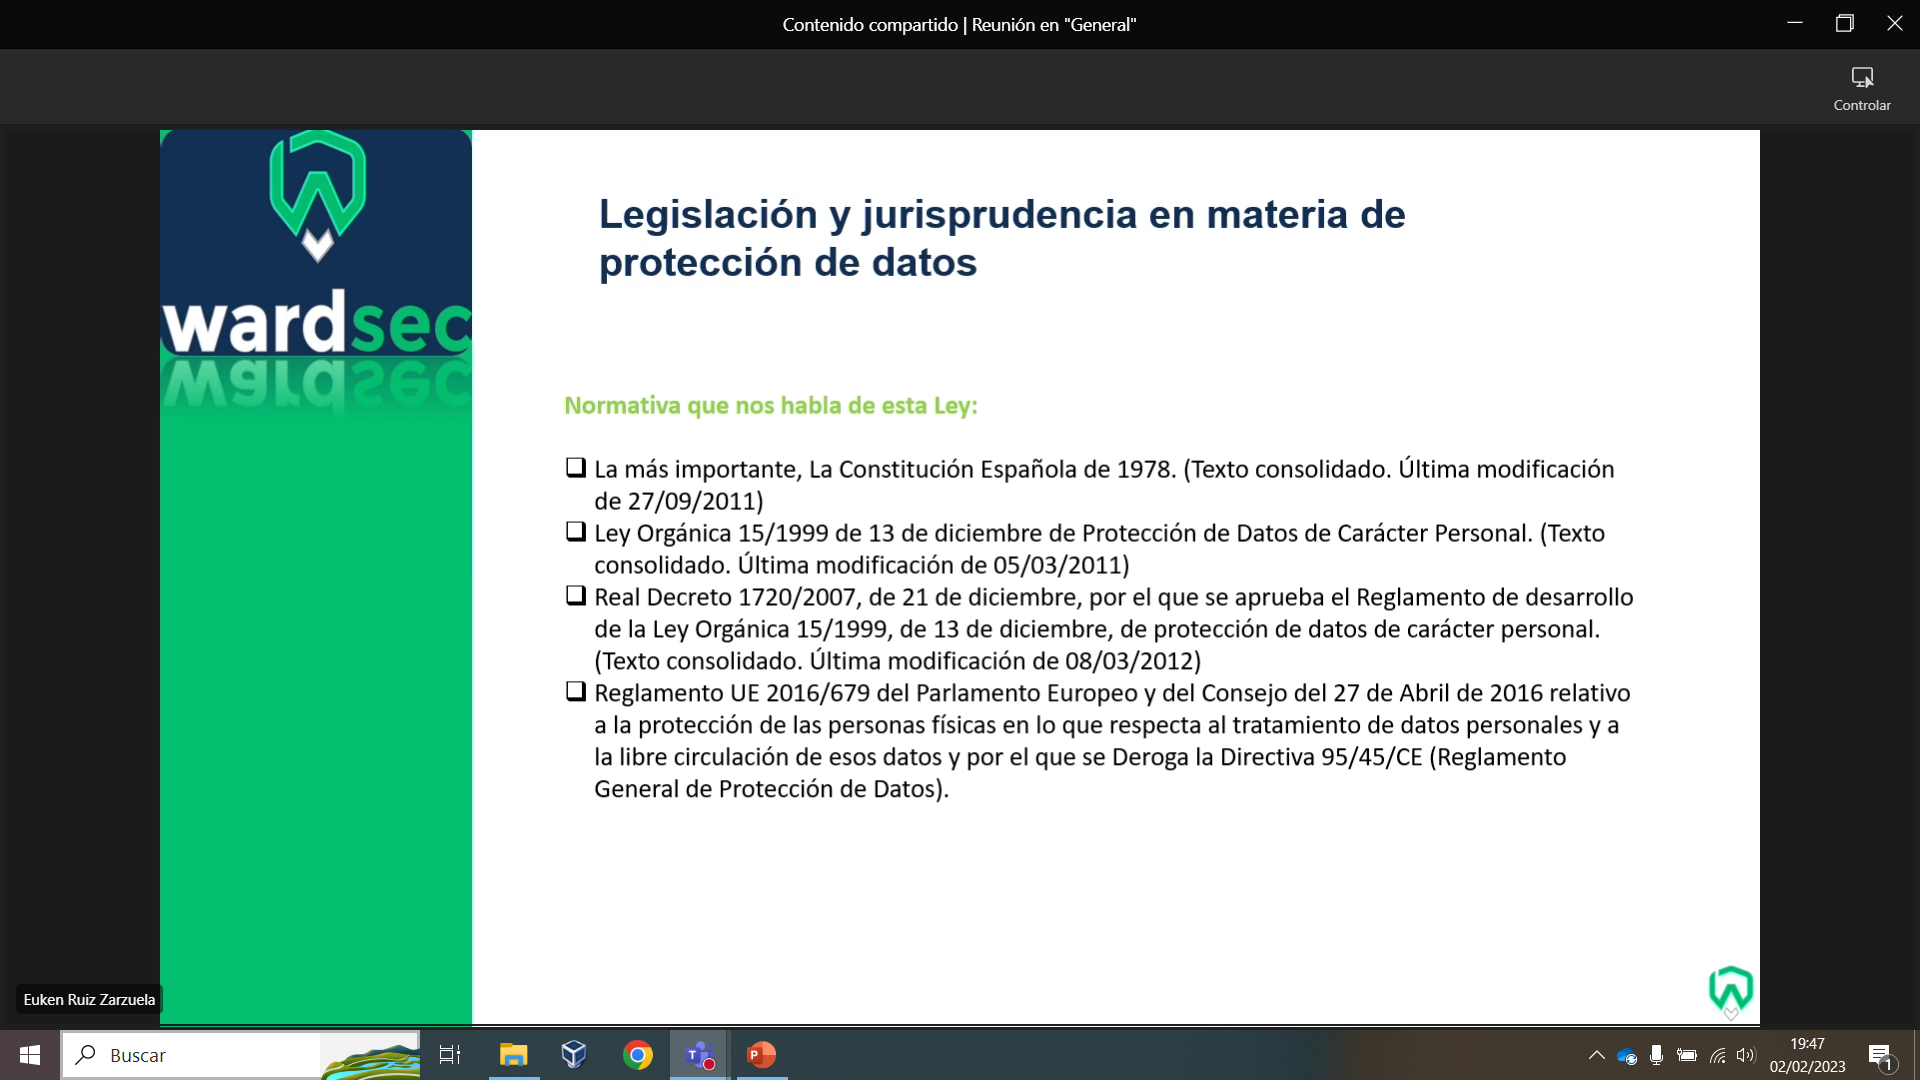 Contenido compartido | Reunión en "General"
Controlar
wardsec
Legislación y jurisprudencia en materia de
protección de datos
Normativa que nos habla de esta Ley:
❑ La más importante, La Constitución Española de 1978. (Texto consolidado. Última modificación
de 27/09/2011)
❑ Ley Orgánica 15/1999 de 13 de diciembre de Protección de Datos de Carácter Personal. (Texto
consolidado. Última modificación de 05/03/2011)
❑ Real Decreto 1720/2007, de 21 de diciembre, por el que se aprueba el Reglamento de desarrollo
de la Ley Orgánica 15/1999, de 13 de diciembre, de protección de datos de carácter personal.
(Texto consolidado. Última modificación de 08/03/2012)
❑ Reglamento UE 2016/679 del Parlamento Europeo y del Consejo del 27 de Abril de 2016 relativo
a la protección de las personas físicas en lo que respecta al tratamiento de datos personales y a
la libre circulación de esos datos y por el que se Deroga la Directiva 95/45/CE (Reglamento
General de Protección de Datos).
Euken Ruiz Zarzuela
Buscar
19:47
02/02/2023
1